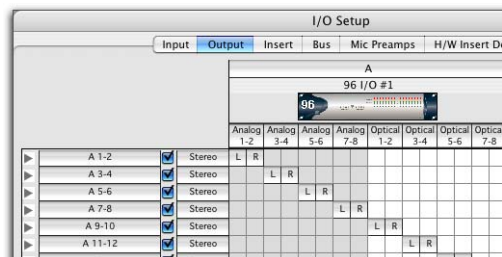 I/O Setup
Input Output Insert Bus Mic Preamps H/W Insert De
A
96 I/O #1
96
Analog Analog Analog Analog Optical Optical Optical Optica
1-2 3-4 5-6 7-8 1-2 3-4 5-6 7-8
A 1-2 Stereo L R
A 3-4 Stereo L R
A 5-6 Stereo L R
A 7-8 Stereo L R
A 9-10 Stereo L R
A 11-12 Stereo L R